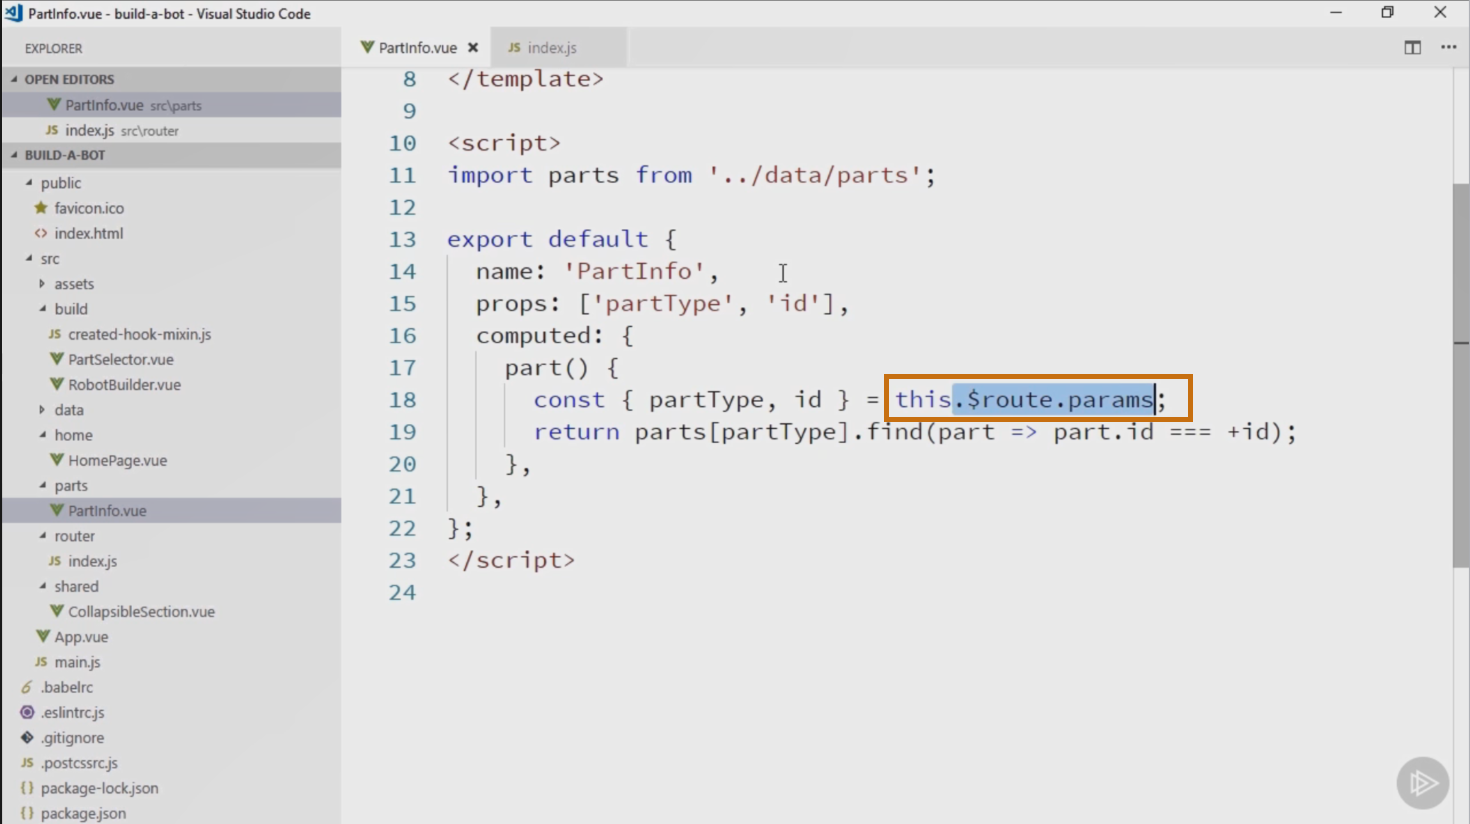 PartInfo.vue - build-a-bot - Visual Studio Code
EXPLORER
OPEN EDITORS
PartInfo.vue src\parts
JS index.js src\router
BUILD-A-BOT
public
favicon.ico
<> index.html
src
assets
build
JS created-hook-mixin.js
PartSelector.vue
RobotBuilder.vue
data
home
HomePage.vue
parts
PartInfo.vue
router
JS index.js
shared
CollapsibleSection.vue
App.vue
JS main.js
6 .babelrc
.eslintrc.js
.gitignore
JS .postcssrc.js
{} package-lock.json
{} package.json
PartInfo.vue
JS index.js
8 </template>
9
10 <script>
11 import parts from '../data/parts';
12
13 export default {
14 name: 'PartInfo',
15 props: ['partType', 'id'],
16 computed: {
17 part() {
18 const { partType, id } = this.$route.params;
19 return parts[partType].find(part => part.id === +id);
20 },
21 },
22 };
23 </script>
24